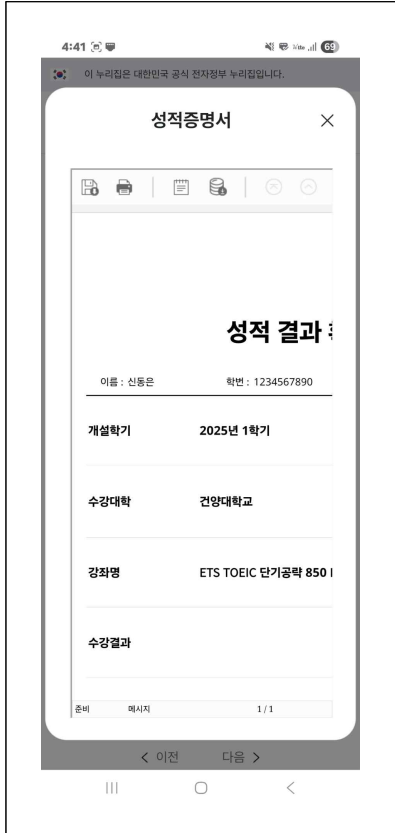 4:41 69
이 누리집은 대한민국 공식 전자정부 누리집입니다.
성적증명서
성적 결과
이름 : 신동은 학번 : 1234567890
개설학기 2025년 1학기
수강대학 건양대학교
강좌명 ETS TOEIC 단기공략 850
수강결과
준비 메시지 1 / 1
이전 다음